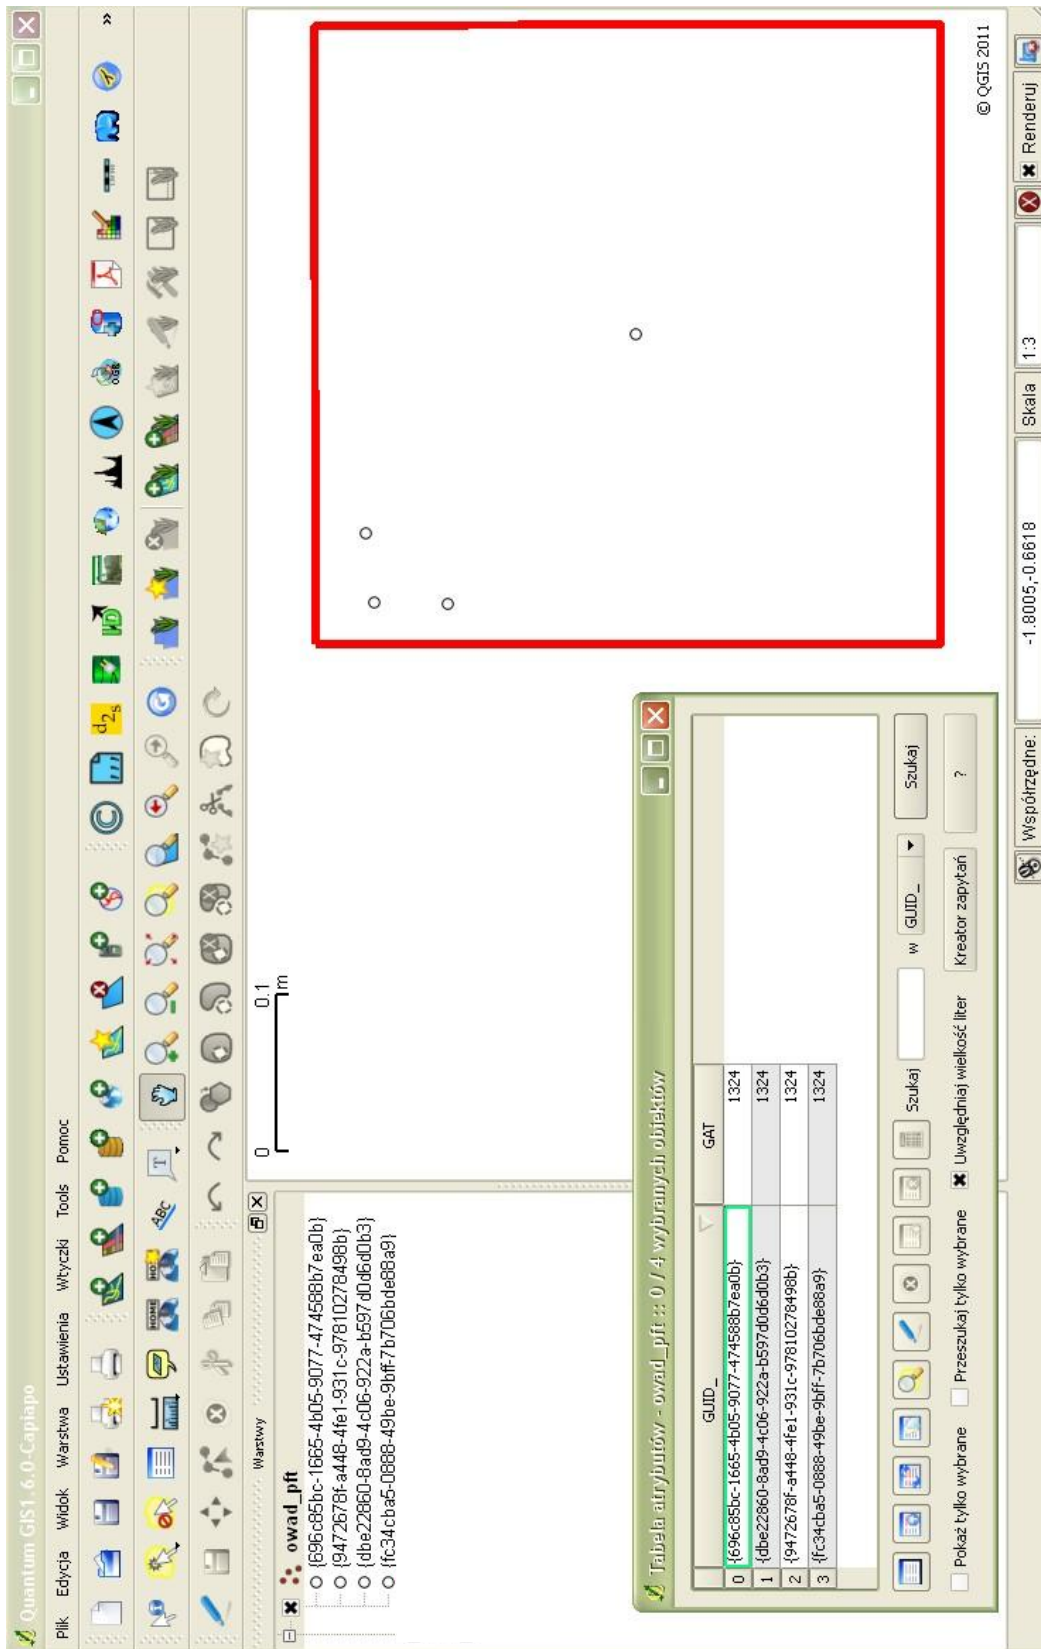 Quantum GIS1.6.0-Capiapo
Plik Edycja Widok Warstwa Ustawienia Wtyczki Tools Pomoc
»
Warstwy
owad_pft
{696c85bc-1665-4b05-9077-474588b7ea0b}
{9472678f-a448-4fe1-931c-97810278498b}
{dbe22860-8ad9-4c06-922a-b597d0d6d0b3}
{fc34cba5-0888-49be-9bff-7b706bde88a9}
0 0.1
m
© QGIS 2011
Tabela atrybutów - owad_pft :: 0 / 4 wybranych obiektów
GUID_ GAT
0 {696c85bc-1665-4b05-9077-474588b7ea0b} 1324
1 {dbe22860-8ad9-4c06-922a-b597d0d6d0b3} 1324
2 {9472678f-a448-4fe1-931c-97810278498b} 1324
3 {fc34cba5-0888-49be-9bff-7b706bde88a9} 1324
Szukaj w GUID_ Szukaj
Pokaż tylko wybrane Przeszukaj tylko wybrane Uwzględniaj wielkość liter Kreator zapytań ?
Współrzędne: -1.8005,-0.6618 Skala 1:3 Renderuj